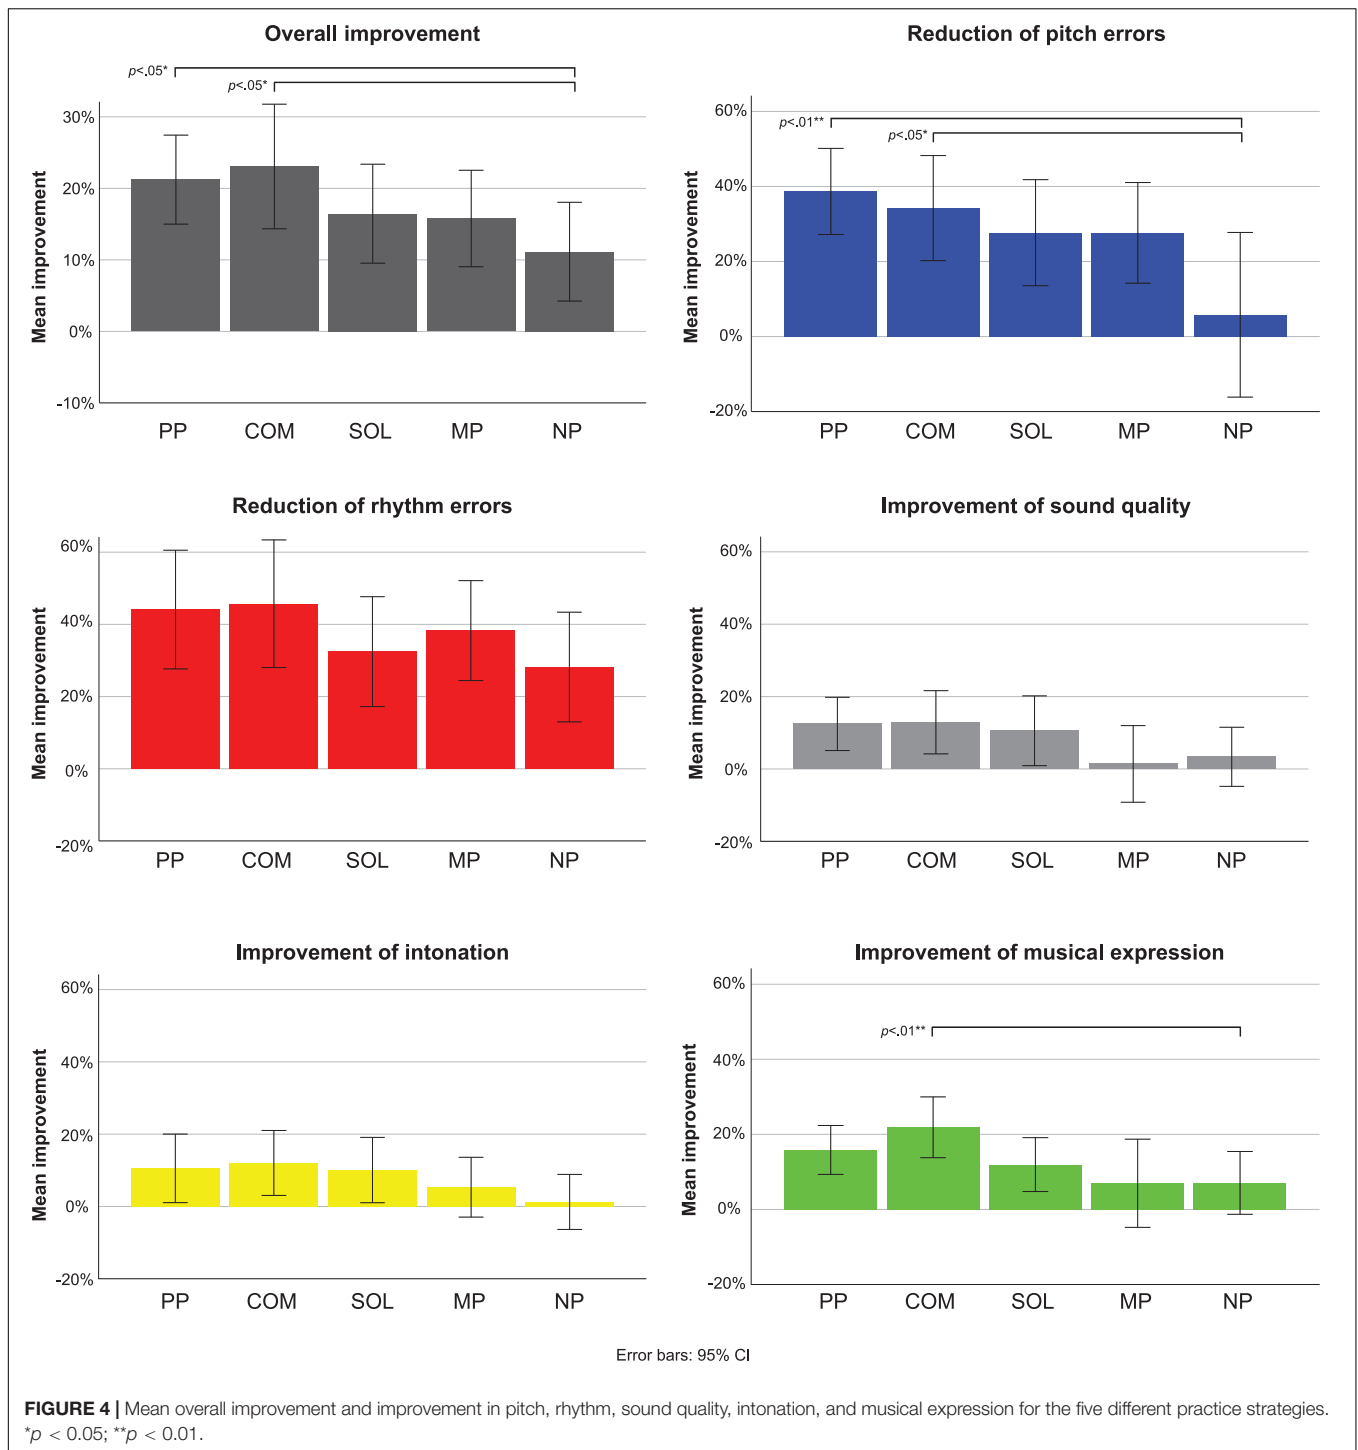 Overall improvement
p<.05*
p<.05*
30%
20%
10%
0%
-10%
Mean improvement
PP COM SOL MP NP
Reduction of pitch errors
60%
p<.01**
p<.05*
40%
20%
0%
-20%
Mean improvement
PP COM SOL MP NP
Reduction of rhythm errors
60%
40%
20%
0%
-20%
Mean improvement
PP COM SOL MP NP
Improvement of sound quality
60%
40%
20%
0%
-20%
Mean improvement
PP COM SOL MP NP
Improvement of intonation
60%
40%
20%
0%
-20%
Mean improvement
PP COM SOL MP NP
Improvement of musical expression
60%
p<.01**
40%
20%
0%
-20%
Mean improvement
PP COM SOL MP NP
Error bars: 95% CI
FIGURE 4 | Mean overall improvement and improvement in pitch, rhythm, sound quality, intonation, and musical expression for the five different practice strategies.
*p < 0.05; **p < 0.01.